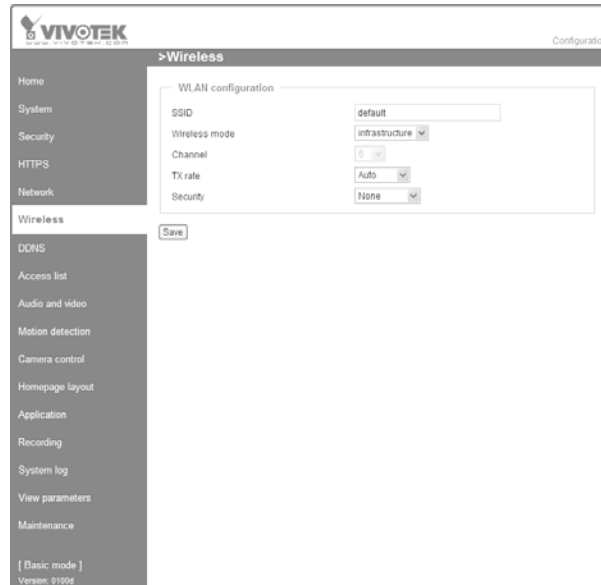 VIVOTEK
WWW.VIVOTEK.COM
Configuratio
>Wireless
Home
System
Security
HTTPS
Network
Wireless
DDNS
Access list
Audio and video
Motion detection
Camera control
Homepage layout
Application
Recording
System log
View parameters
Maintenance
[ Basic mode ]
Version: 0100d
WLAN configuration
SSID default
Wireless mode infrastructure
Channel 6
TX rate Auto
Security None
Save